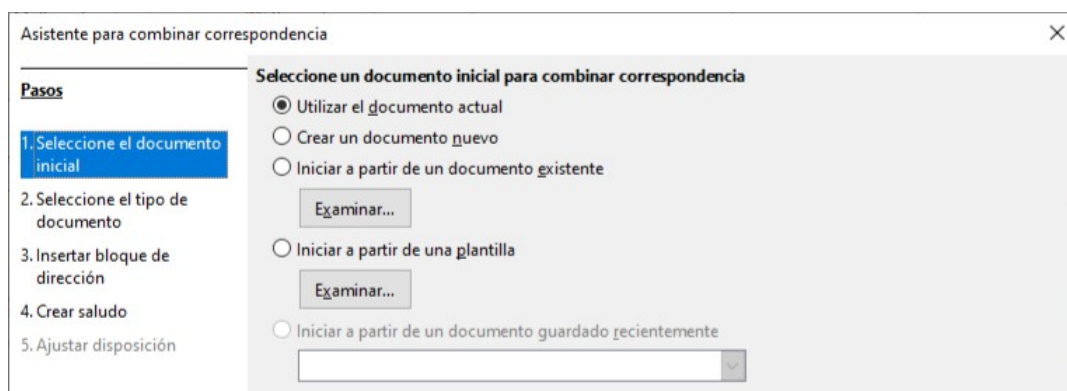 Asistente para combinar correspondencia
Pasos
1. Seleccione el documento
inicial
2. Seleccione el tipo de
documento
3. Insertar bloque de
dirección
4. Crear saludo
5. Ajustar disposición
Seleccione un documento inicial para combinar correspondencia
Utilizar el documento actual
Crear un documento nuevo
Iniciar a partir de un documento existente
Examinar...
Iniciar a partir de una plantilla
Examinar...
Iniciar a partir de un documento guardado recientemente